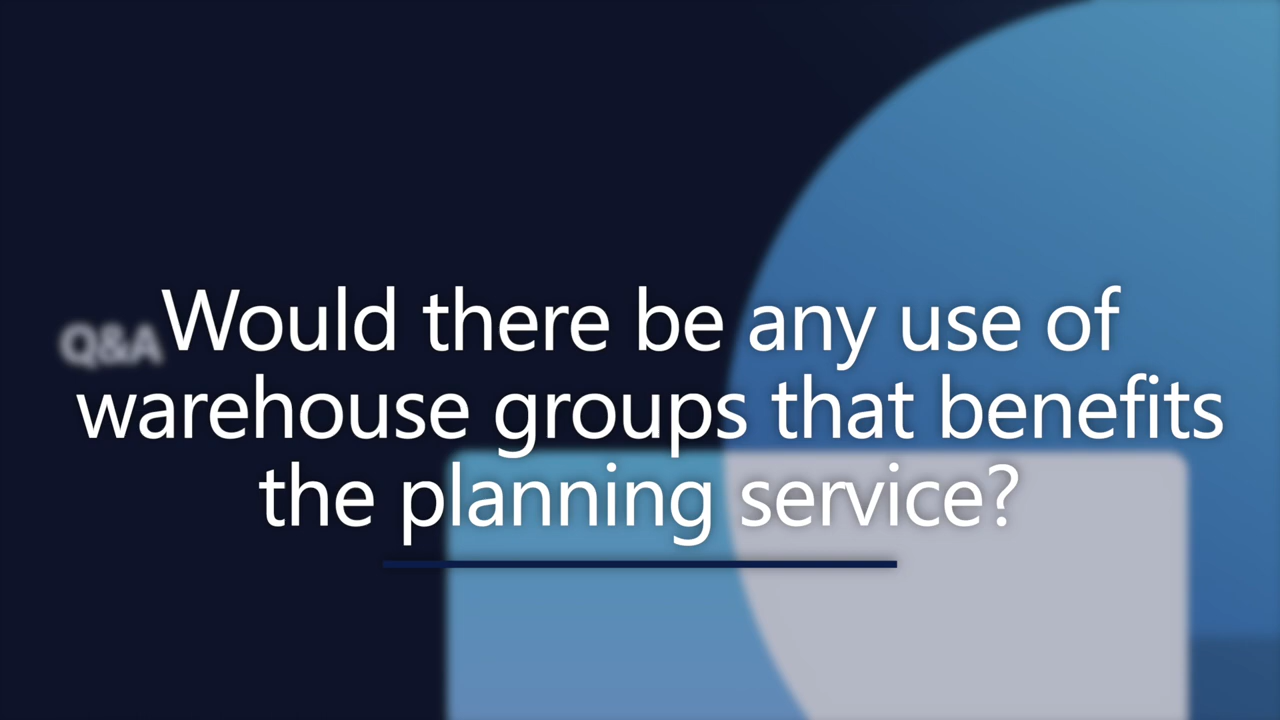 Q&A
Would there be any use of
warehouse groups that benefits
the planning service?